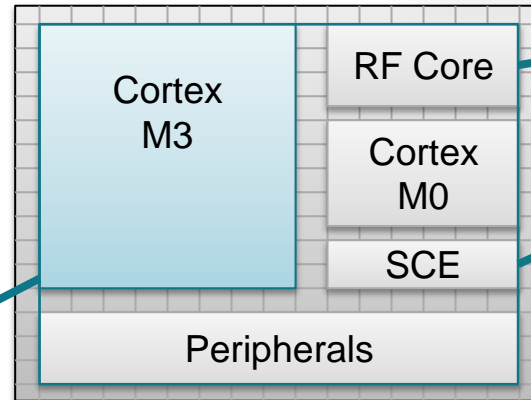 Cortex
M3
RF Core
Cortex
M0
SCE
Peripherals